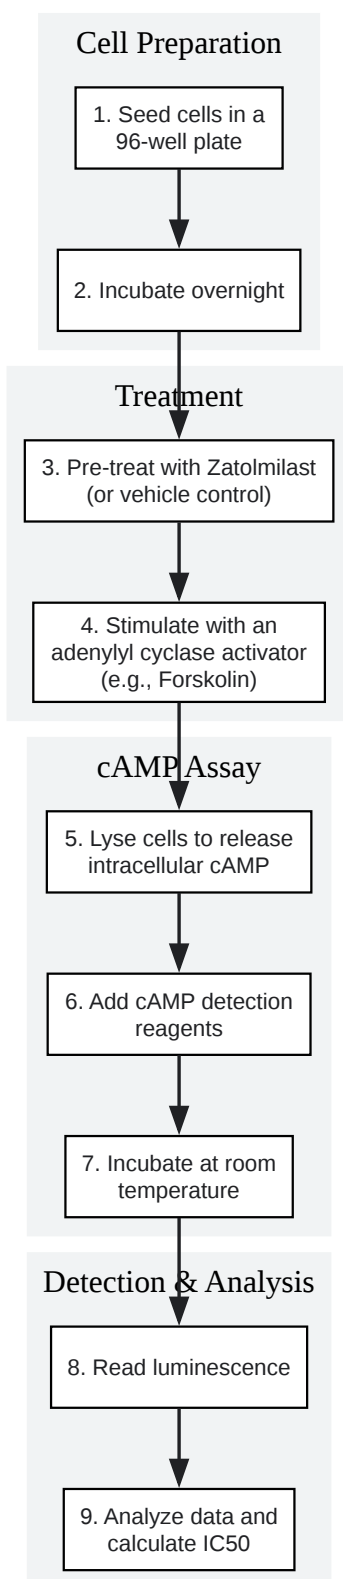 Cell Preparation
1. Seed cells in a
96-well plate
2. Incubate overnight
Treatment
3. Pre-treat with Zatolmilast
(or vehicle control)
4. Stimulate with an
adenylyl cyclase activator
(e.g., Forskolin)
cAMP Assay
5. Lyse cells to release
intracellular cAMP
6. Add cAMP detection
reagents
7. Incubate at room
temperature
Detection & Analysis
8. Read luminescence
9. Analyze data and
calculate IC50